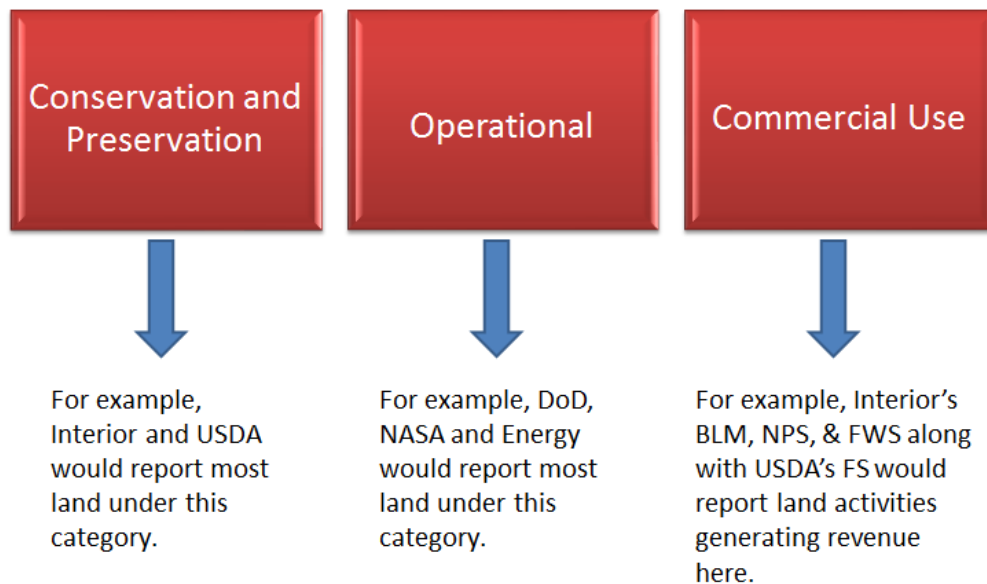 Conservation and
Preservation
Operational
Commercial Use
For example,
Interior and USDA
would report most
land under this
category.
For example, DoD,
NASA and Energy
would report most
land under this
category.
For example, Interior’s
BLM, NPS, & FWS along
with USDA’s FS would
report land activities
generating revenue
here.